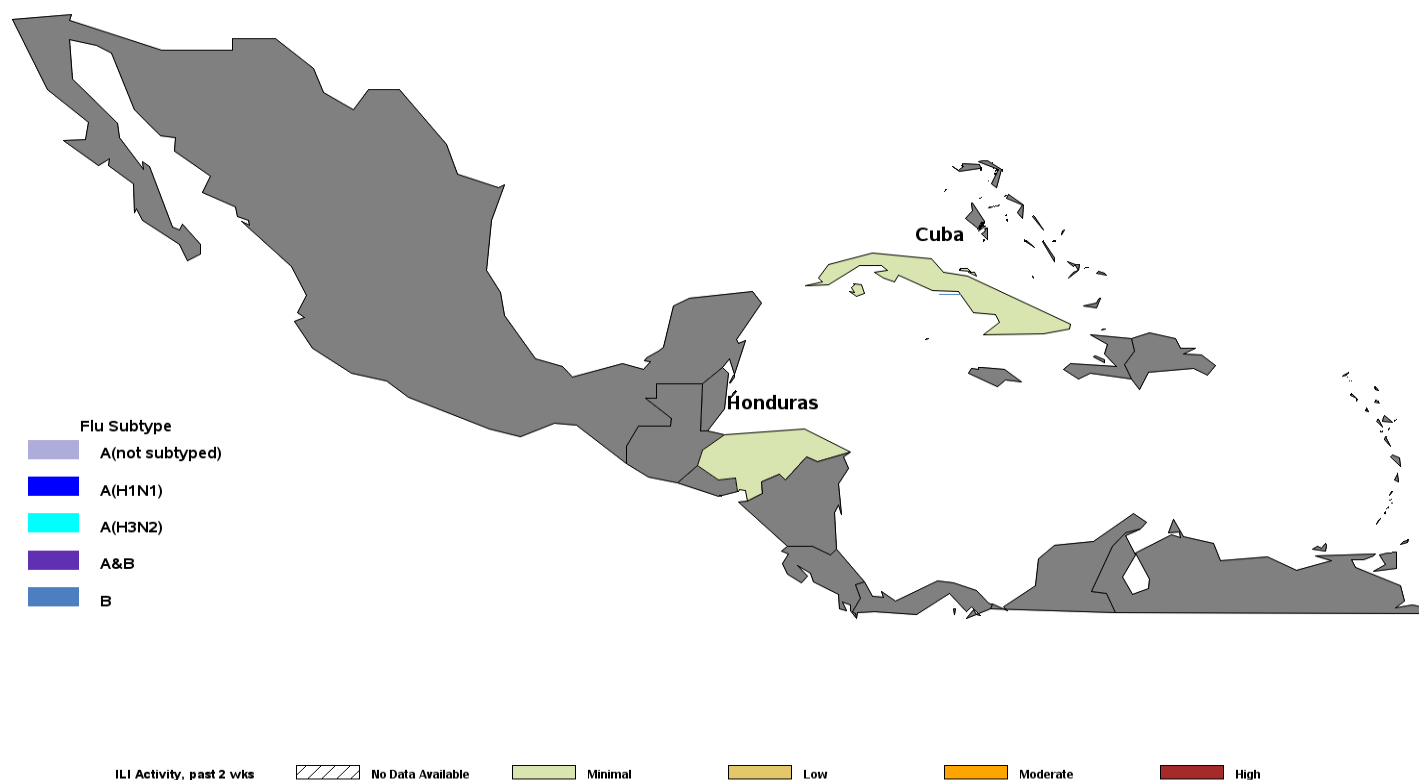 Cuba
Honduras
Flu Subtype
A(not subtyped)
A(H1N1)
A(H3N2)
A&B
B
ILI Activity, past 2 wks No Data Available Minimal Low Moderate High